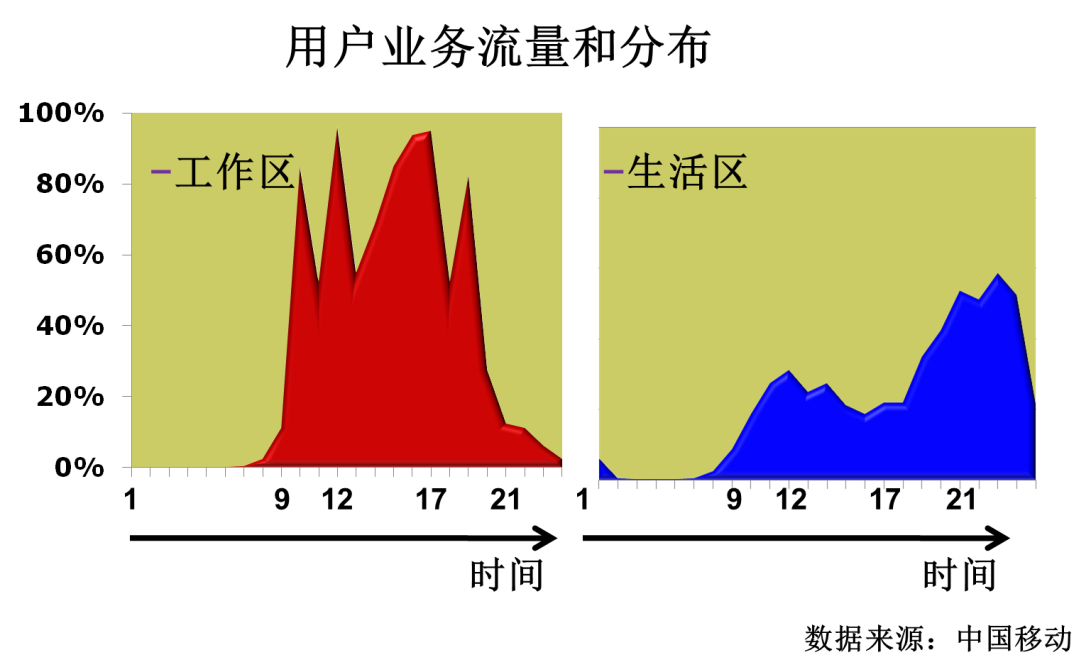 用户业务流量和分布
100%
80%
60%
40%
20%
0%
工作区
1 9 12 17 21
时间
生活区
1 9 12 17 21
时间
数据来源：中国移动